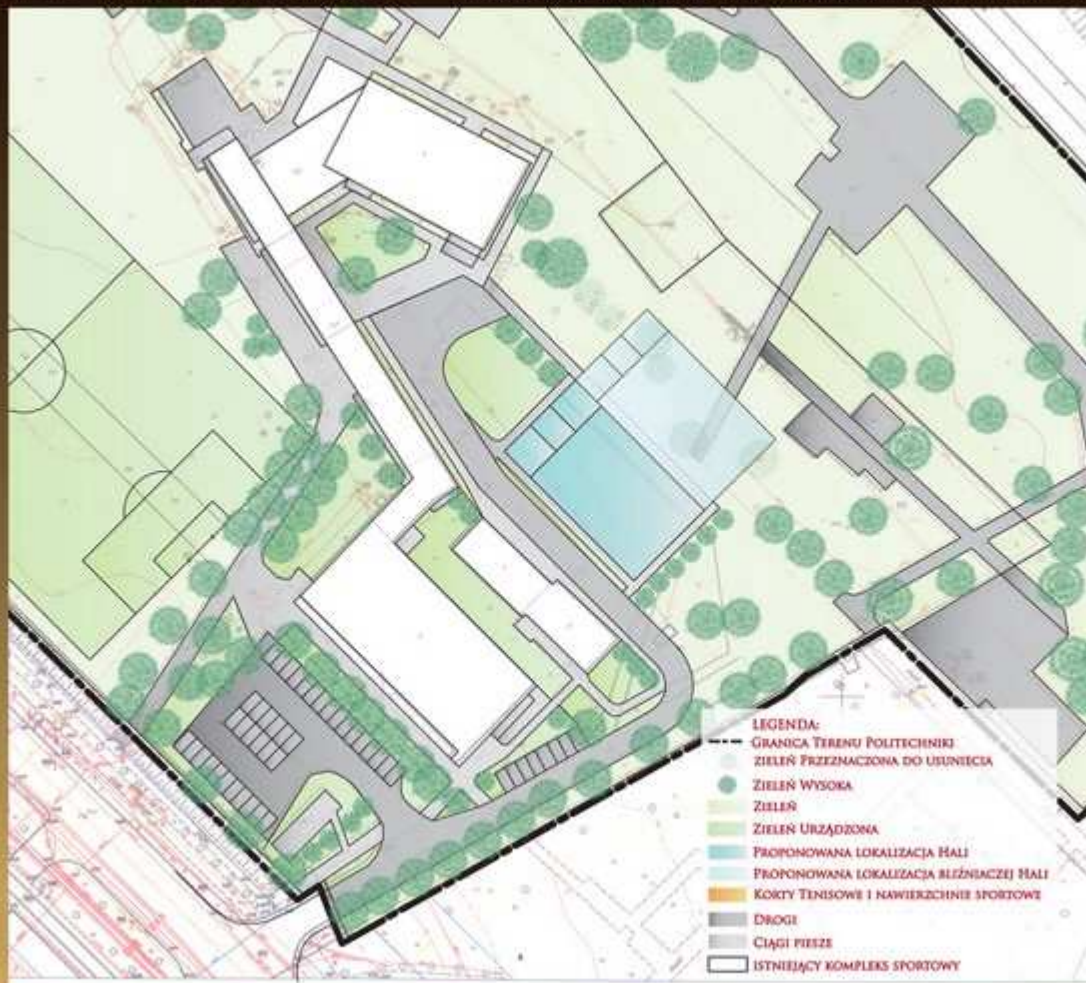 LEGENDA:
GRANICA TERENU POLITECHNIKI
ZIELEŃ PRZEZNACZONA DO USUNIĘCIA
ZIELEŃ WYSOKA
ZIELEŃ
ZIELEŃ URZĄDZONA
PROPONOWANA LOKALIZACJA HALI
PROPONOWANA LOKALIZACJA BLIŹNIACZEJ HALI
KORTY TENISOWE I NAWIERZCHNIE SPORTOWE
DROGI
CIĄGI PIESZE
ISTNIEJĄCY KOMPLEKS SPORTOWY